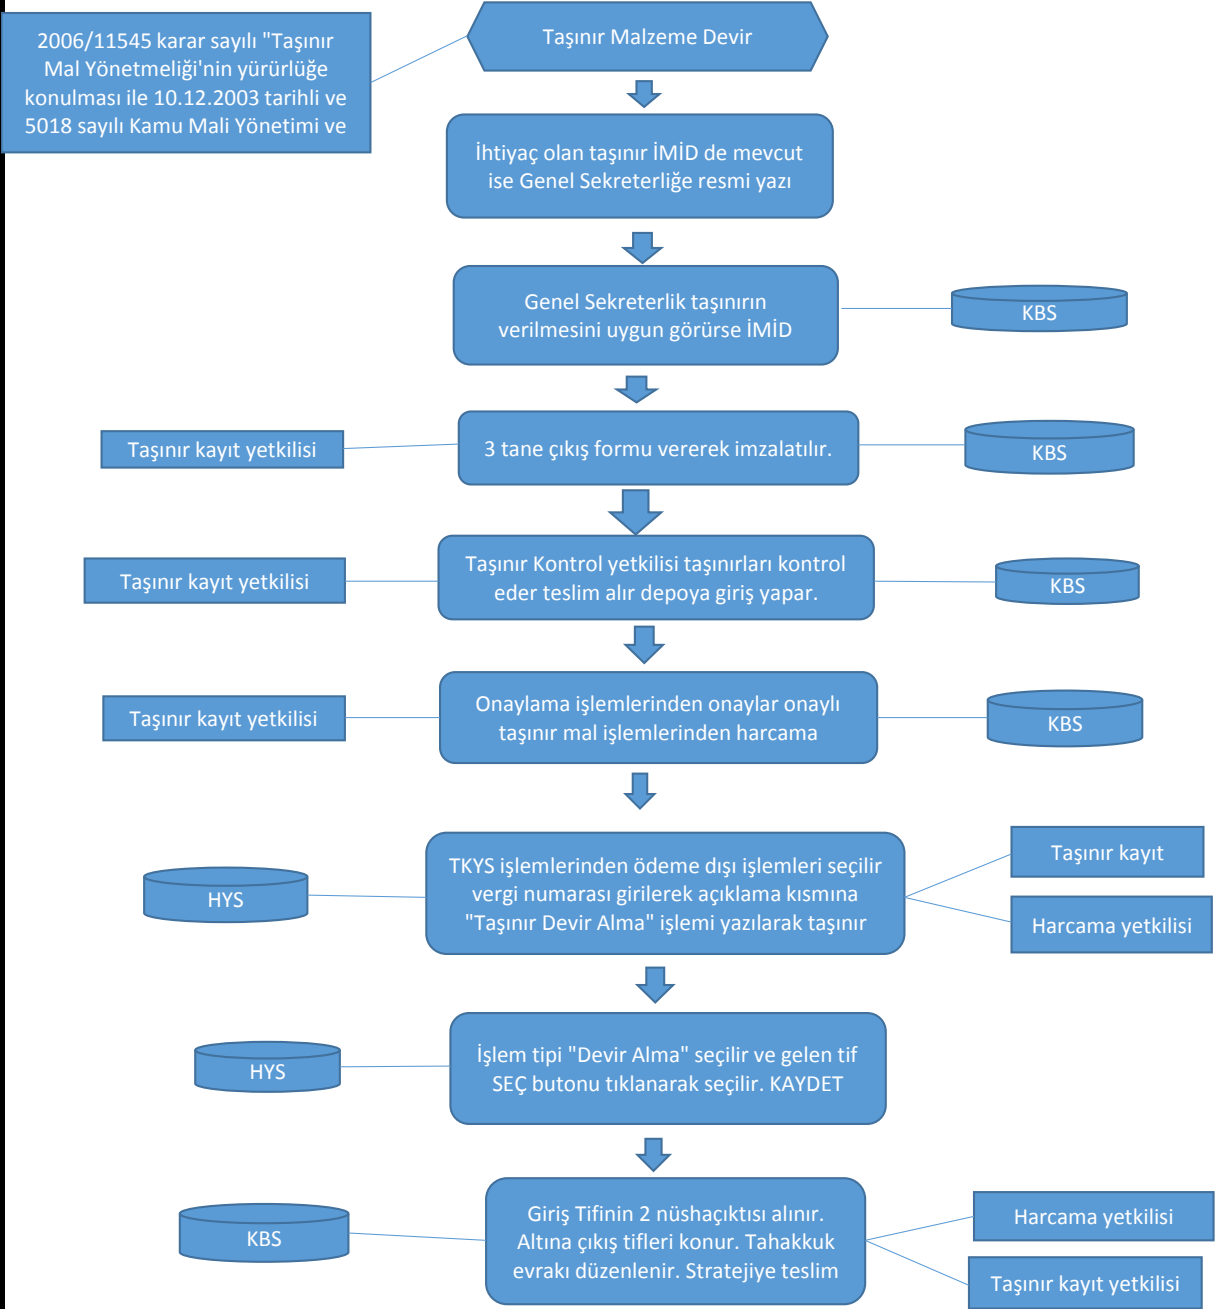 2006/11545 karar sayılı "Taşınır
Mal Yönetmeliği'nin yürürlüğe
konulması ile 10.12.2003 tarihli ve
5018 sayılı Kamu Mali Yönetimi ve
Taşınır Malzeme Devir
İhtiyaç olan taşınır İMİD de mevcut
ise Genel Sekreterliğe resmi yazı
Genel Sekreterlik taşınırın
verilmesini uygun görürse İMİD
KBS
Taşınır kayıt yetkilisi
3 tane çıkış formu vererek imzalatılır.
KBS
Taşınır kayıt yetkilisi
Taşınır Kontrol yetkilisi taşınırları kontrol
eder teslim alır depoya giriş yapar.
KBS
Taşınır kayıt yetkilisi
Onaylama işlemlerinden onaylar onaylı
taşınır mal işlemlerinden harcama
KBS
HYS
TKYS işlemlerinden ödeme dışı işlemleri seçilir
vergi numarası girilerek açıklama kısmına
"Taşınır Devir Alma" işlemi yazılarak taşınır
Taşınır kayıt
Harcama yetkilisi
HYS
İşlem tipi "Devir Alma" seçilir ve gelen tif
SEÇ butonu tıklanarak seçilir. KAYDET
KBS
Giriş Tifinin 2 nüshaçıktısı alınır.
Altına çıkış tifleri konur. Tahakkuk
evrakı düzenlenir. Stratejiye teslim
Harcama yetkilisi
Taşınır kayıt yetkilisi